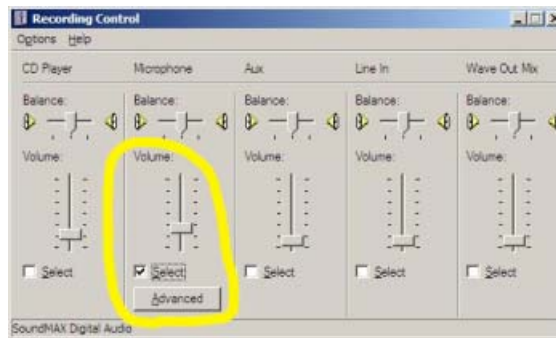 Recording Control
Options Help
CD Player Microphone Aux Line In Wave Out Mix
Balance: Balance: Balance: Balance: Balance:
Volume: Volume: Volume: Volume: Volume:
Select Select Select Select Select
Advanced
SoundMAX Digital Audio